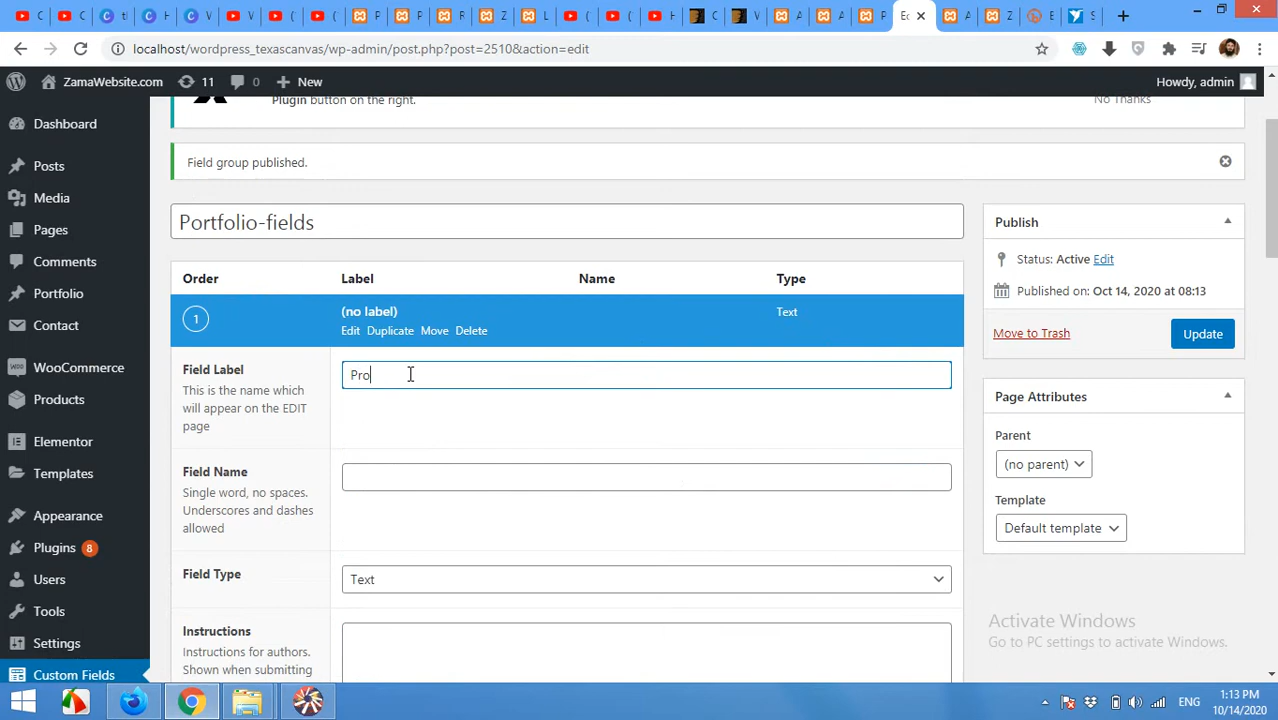 localhost/wordpress_texascanvas/wp-admin/post.php?post=2510&action=edit
ZamaWebsite.com 11 0 New Howdy, admin
Plugin button on the right. No Thanks
Dashboard
Posts
Media
Pages
Comments
Portfolio
Contact
WooCommerce
Products
Elementor
Templates
Appearance
Plugins 8
Users
Tools
Settings
Custom Fields
Field group published.
Portfolio-fields
Order Label Name Type
1 (no label) Text
Edit Duplicate Move Delete
Field Label
This is the name which
will appear on the EDIT
page
Pro
Field Name
Single word, no spaces.
Underscores and dashes
allowed
Field Type
Text
Instructions
Instructions for authors.
Shown when submitting
Publish
Status: Active Edit
Published on: Oct 14, 2020 at 08:13
Move to Trash Update
Page Attributes
Parent
(no parent)
Template
Default template
Activate Windows
Go to PC settings to activate Windows.
ENG
1:13 PM
10/14/2020